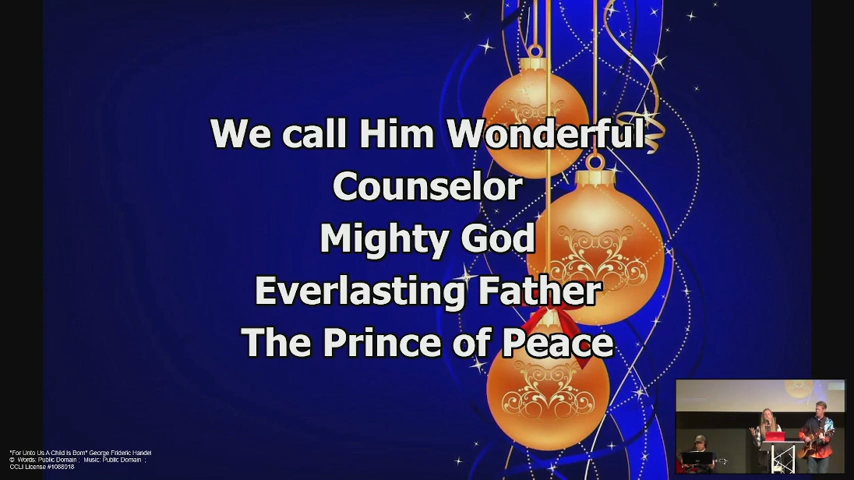 We call Him Wonderful
Counselor
Mighty God
Everlasting Father
The Prince of Peace
"For Unto Us A Child Is Born" George Frideric Handel
© Words: Public Domain ; Music: Public Domain ;
CCLI License #1088018